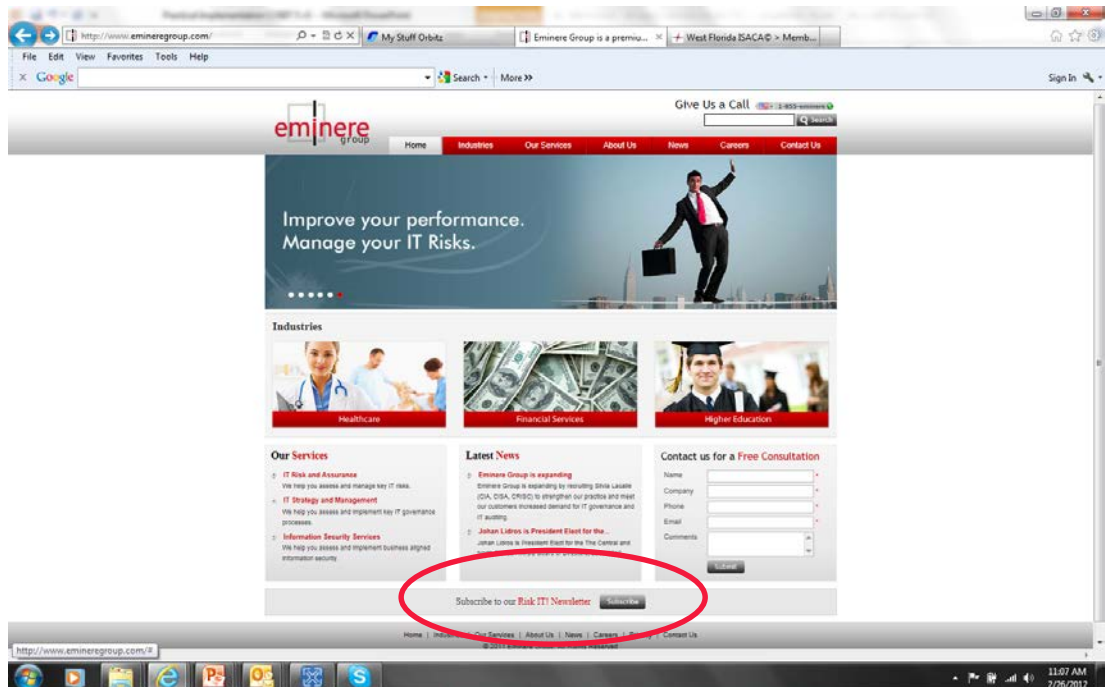 http://www.emineregroup.com/
My Stuff Orbitz
Eminere Group is a premiu...
West Florida ISACA© > Memb...
File Edit View Favorites Tools Help
x Google Search More >> Sign In
Give Us a Call
eminere
group
Search
Home Industries Our Services About Us News Careers Contact Us
Improve your performance.
Manage your IT Risks.
Industries
Healthcare Financial Services Higher Education
Our Services
IT Risk and Assurance
We help you assess and manage key IT risks.
IT Strategy and Management
We help you assess and implement key IT governance
processes.
Information Security Services
We help you assess and implement business aligned
information security.
Latest News
Eminere Group is expanding
Eminere Group is expanding by recruiting Silvia Lasalle
(CIA, CISA, CRISC) to strengthen our practice and meet
our customers increased demand for IT governance and
IT auditing.
Johan Lidros is President Elect for the...
Johan Lidros is President Elect for the The Central and
Contact us for a Free Consultation
Name
Company
Phone
Email
Comments
Submit
Subscribe to our Risk IT! Newsletter Subscribe
Home | Our Services | About Us | News | Careers | | Contact Us
© 2011 Eminere Group. All Rights Reserved
http://www.emineregroup.com/#
11:07 AM
2/26/2012